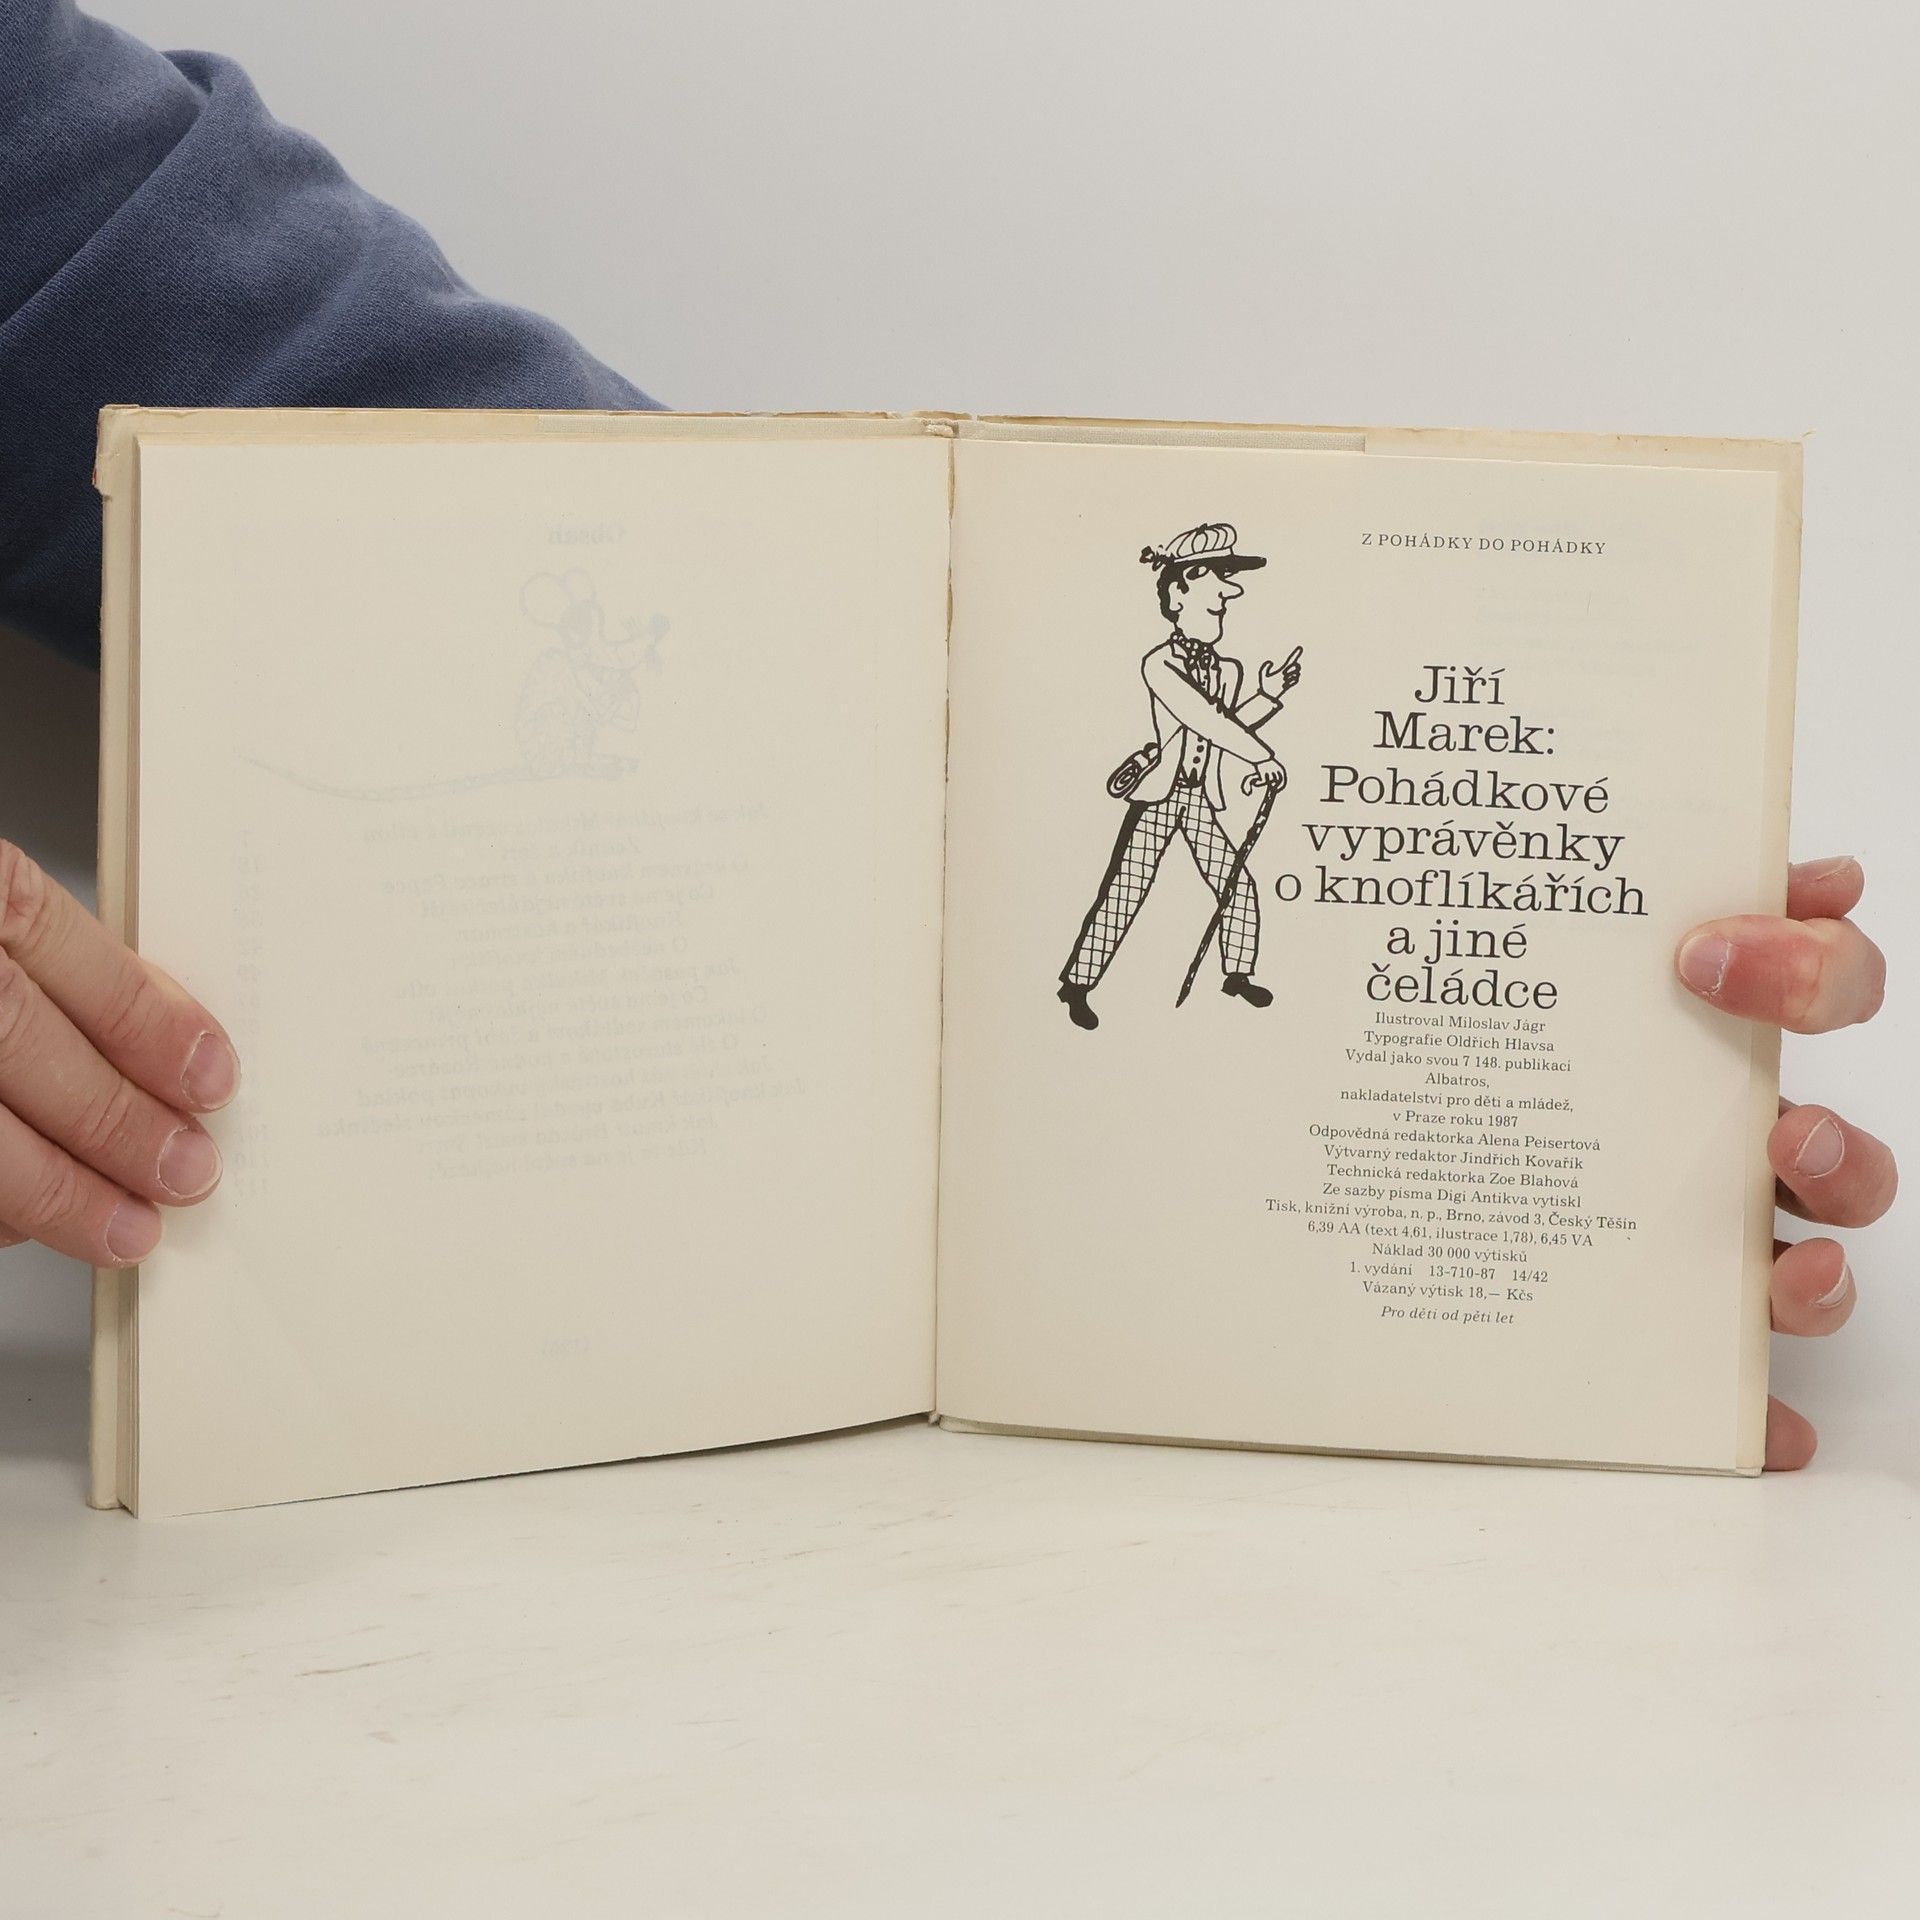 Z POHÁDKY DO POHÁDKY
Jiří
Marek:
Pohádkové
vyprávěnky
o knoflíkářích
a jiné
čeládce
Ilustroval Miloslav Jágr
Typografie Oldřich Hlavsa
Vydal jako svou 7 148. publikaci
Albatros,
nakladatelství pro děti a mládež,
v Praze roku 1987
Odpovědná redaktorka Alena Peisertová
Výtvarný redaktor Jindřich Kovařík
Technická redaktorka Zoe Blahová
Ze sazby písma Digi Antikva vytiskl
Tisk, knižní výroba, n. p., Brno, závod 3, Český Těšín
6,39 AA (text 4,61, ilustrace 1,78), 6,45 VA
Náklad 30 000 výtisků
1. vydání 13-710-87 14/42
Vázaný výtisk 18,— Kčs
Pro děti od pěti let